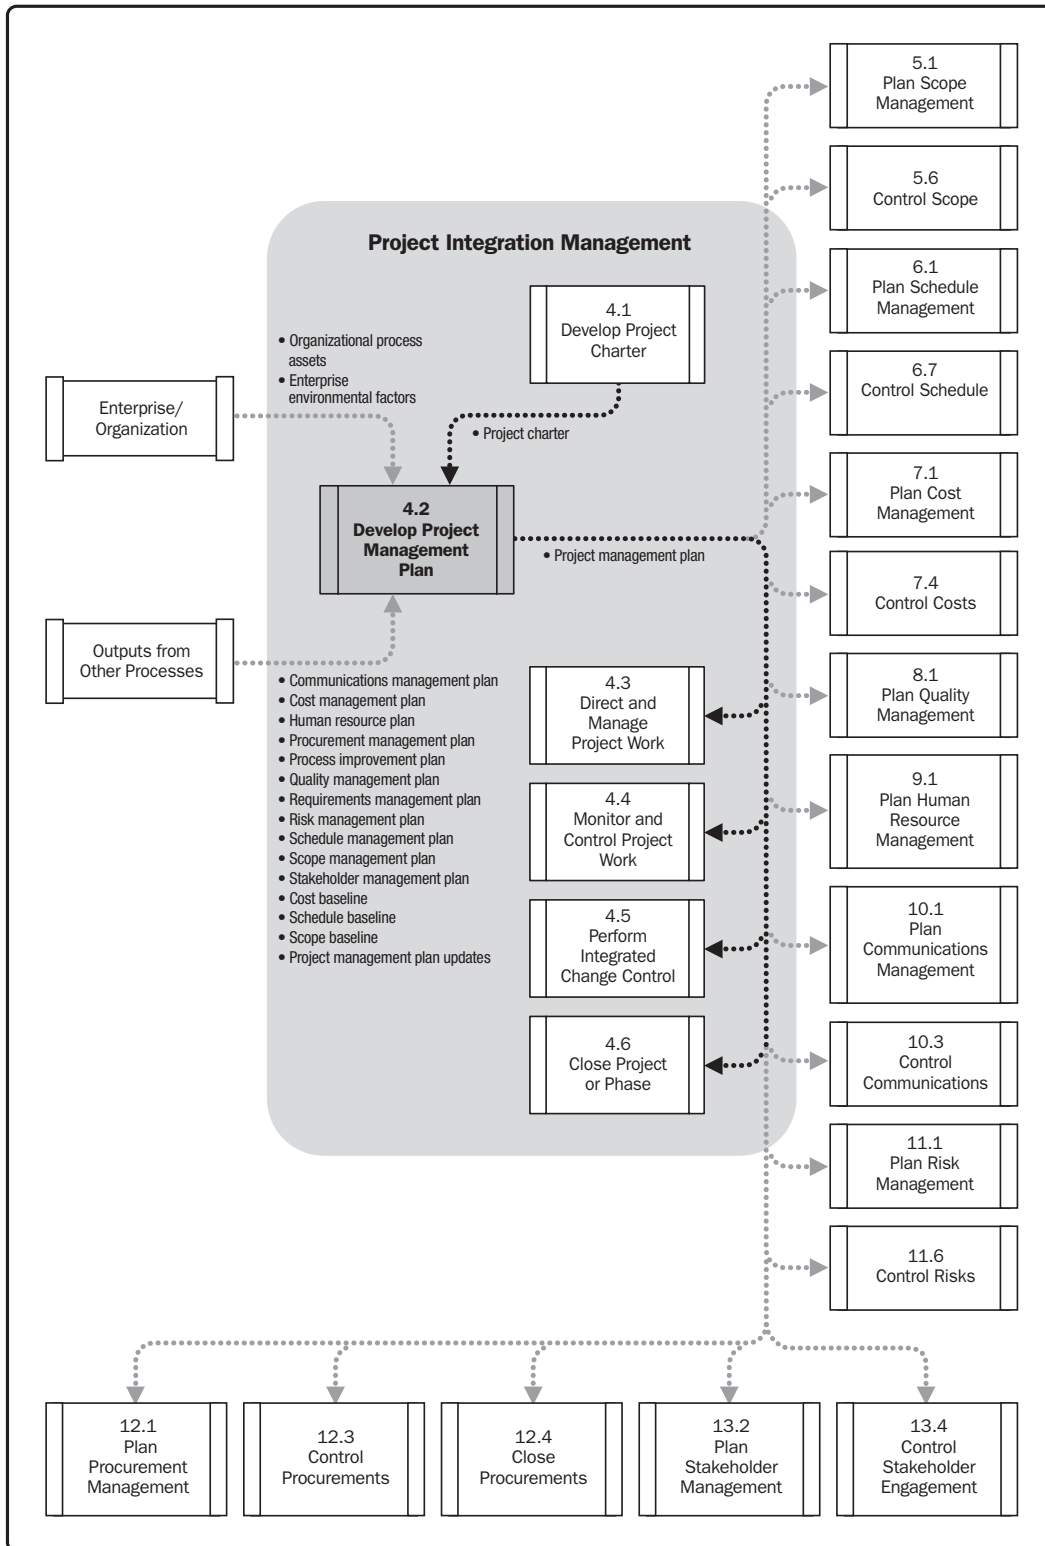 Project Integration Management
4.1
Develop Project
Charter
• Organizational process
assets
• Enterprise
environmental factors
Enterprise/
Organization
• Project charter
4.2
Develop Project
Management
Plan
• Project management plan
Outputs from
Other Processes
• Communications management plan
• Cost management plan
• Human resource plan
• Procurement management plan
• Process improvement plan
• Quality management plan
• Requirements management plan
• Risk management plan
• Schedule management plan
• Scope management plan
• Stakeholder management plan
• Cost baseline
• Schedule baseline
• Scope baseline
• Project management plan updates
4.3
Direct and
Manage
Project Work
4.4
Monitor and
Control Project
Work
4.5
Perform
Integrated
Change Control
4.6
Close Project
or Phase
5.1
Plan Scope
Management
5.6
Control Scope
6.1
Plan Schedule
Management
6.7
Control Schedule
7.1
Plan Cost
Management
7.4
Control Costs
8.1
Plan Quality
Management
9.1
Plan Human
Resource
Management
10.1
Plan
Communications
Management
10.3
Control
Communications
11.1
Plan Risk
Management
11.6
Control Risks
12.1
Plan
Procurement
Management
12.3
Control
Procurements
12.4
Close
Procurements
13.2
Plan
Stakeholder
Management
13.4
Control
Stakeholder
Engagement